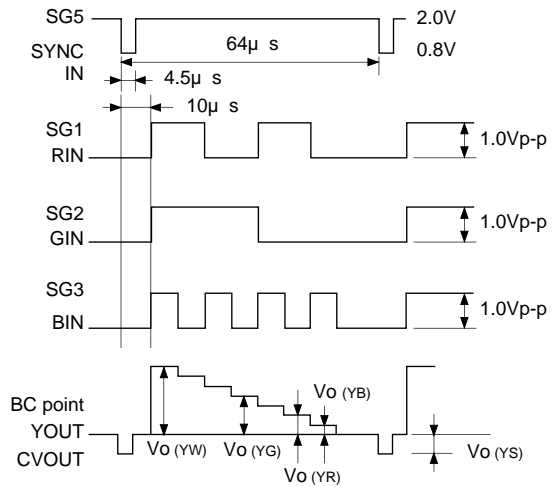 SG5
2.0V
64µ s
SYNC
IN
0.8V
4.5µ s
10µ s
SG1
RIN
1.0Vp-p
SG2
GIN
1.0Vp-p
SG3
BIN
1.0Vp-p
BC point
YOUT
CVOUT
Vo (YB)
Vo (YW)
Vo (YG)
Vo (YR)
Vo (YS)